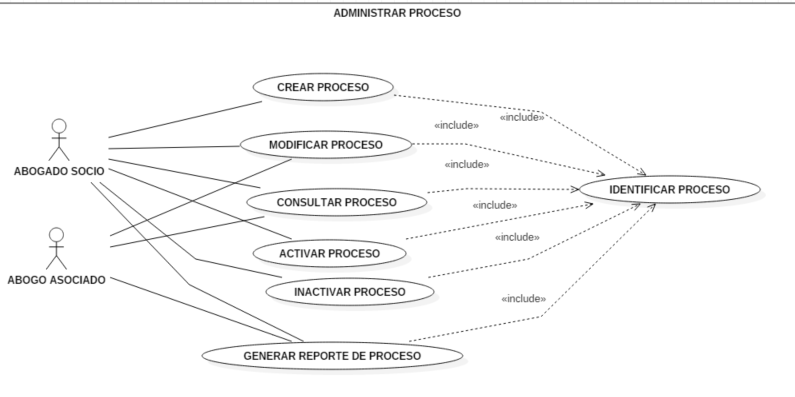 ADMINISTRAR PROCESO
CREAR PROCESO
«include»
«include»
MODIFICAR PROCESO
«include»
ABOGADO SOCIO
IDENTIFICAR PROCESO
CONSULTAR PROCESO
«include»
«include»
ACTIVAR PROCESO
ABOGO ASOCIADO
INACTIVAR PROCESO
«include»
GENERAR REPORTE DE PROCESO